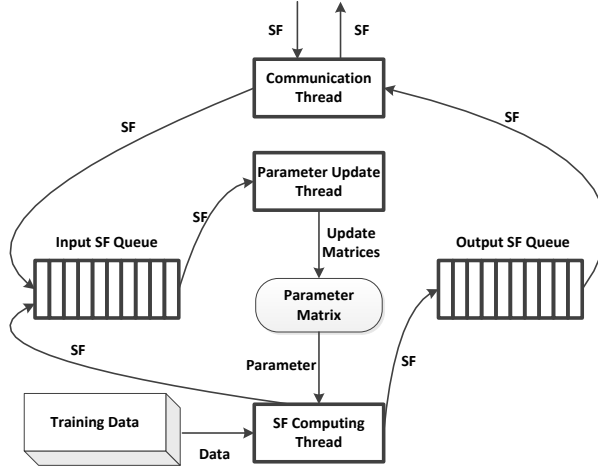 SF
SF
Communication
Thread
SF
SF
Parameter Update
Thread
SF
Input SF Queue
Update
Matrices
Output SF Queue
Parameter
Matrix
SF
Parameter
SF
Training Data
SF Computing
Thread
Data